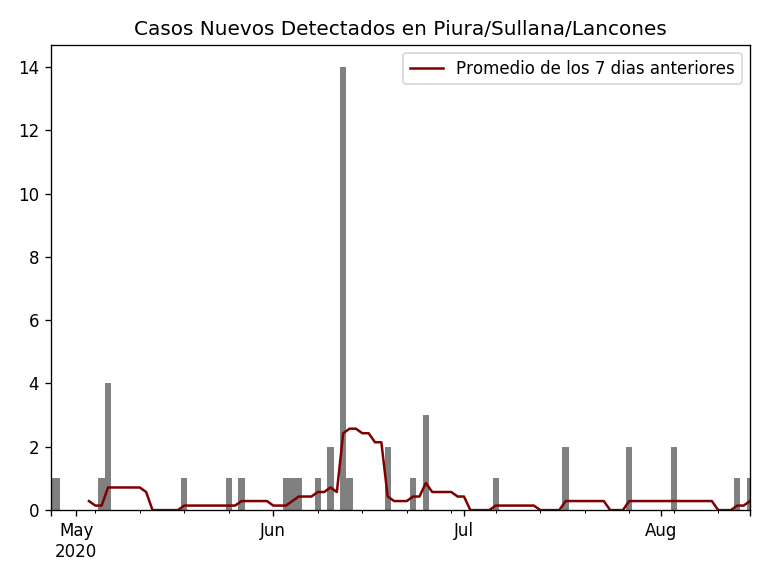 Casos Nuevos Detectados en Piura/Sullana/Lancones
Promedio de los 7 dias anteriores
14
12
10
8
6
4
2
0
May
2020
Jun
Jul
Aug